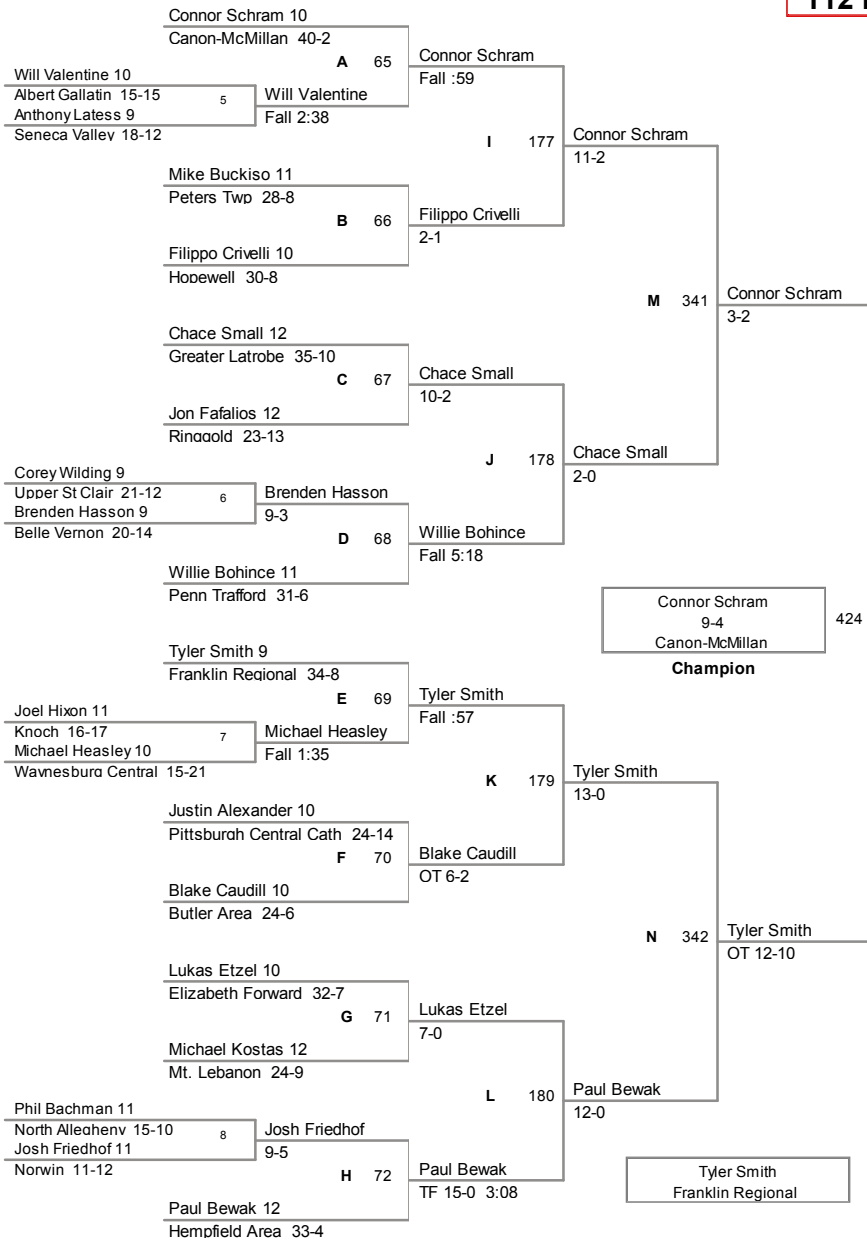 112
Connor Schram 10
Canon-McMillan 40-2
A 65
Connor Schram
Fall :59
Will Valentine 10
Albert Gallatin 15-15
5
Anthony Latess 9
Seneca Valley 18-12
Will Valentine
Fall 2:38
I 177
Connor Schram
11-2
Mike Buckiso 11
Peters Twp 28-8
B 66
Filippo Crivelli
2-1
Filippo Crivelli 10
Hopewell 30-8
M 341
Connor Schram
3-2
Chace Small 12
Greater Latrobe 35-10
C 67
Chace Small
10-2
Jon Fafalios 12
Ringgold 23-13
J 178
Chace Small
2-0
Corey Wilding 9
Upper St Clair 21-12
6
Brenden Hasson 9
Belle Vernon 20-14
Brenden Hasson
9-3
D 68
Willie Bohince
Fall 5:18
Willie Bohince 11
Penn Trafford 31-6
Connor Schram
9-4
Canon-McMillan
424
Champion
Tyler Smith 9
Franklin Regional 34-8
E 69
Tyler Smith
Fall :57
Joel Hixon 11
Knoch 16-17
7
Michael Heasley 10
Waynesburg Central 15-21
Michael Heasley
Fall 1:35
K 179
Tyler Smith
13-0
Justin Alexander 10
Pittsburgh Central Cath 24-14
F 70
Blake Caudill
OT 6-2
Blake Caudill 10
Butler Area 24-6
N 342
Tyler Smith
OT 12-10
Lukas Etzel 10
Elizabeth Forward 32-7
G 71
Lukas Etzel
7-0
Michael Kostas 12
Mt. Lebanon 24-9
L 180
Paul Bewak
12-0
Phil Bachman 11
North Allegheny 15-10
8
Josh Friedhof 11
Norwin 11-12
Josh Friedhof
9-5
H 72
Paul Bewak
TF 15-0 3:08
Paul Bewak 12
Hempfield Area 33-4
Tyler Smith
Franklin Regional